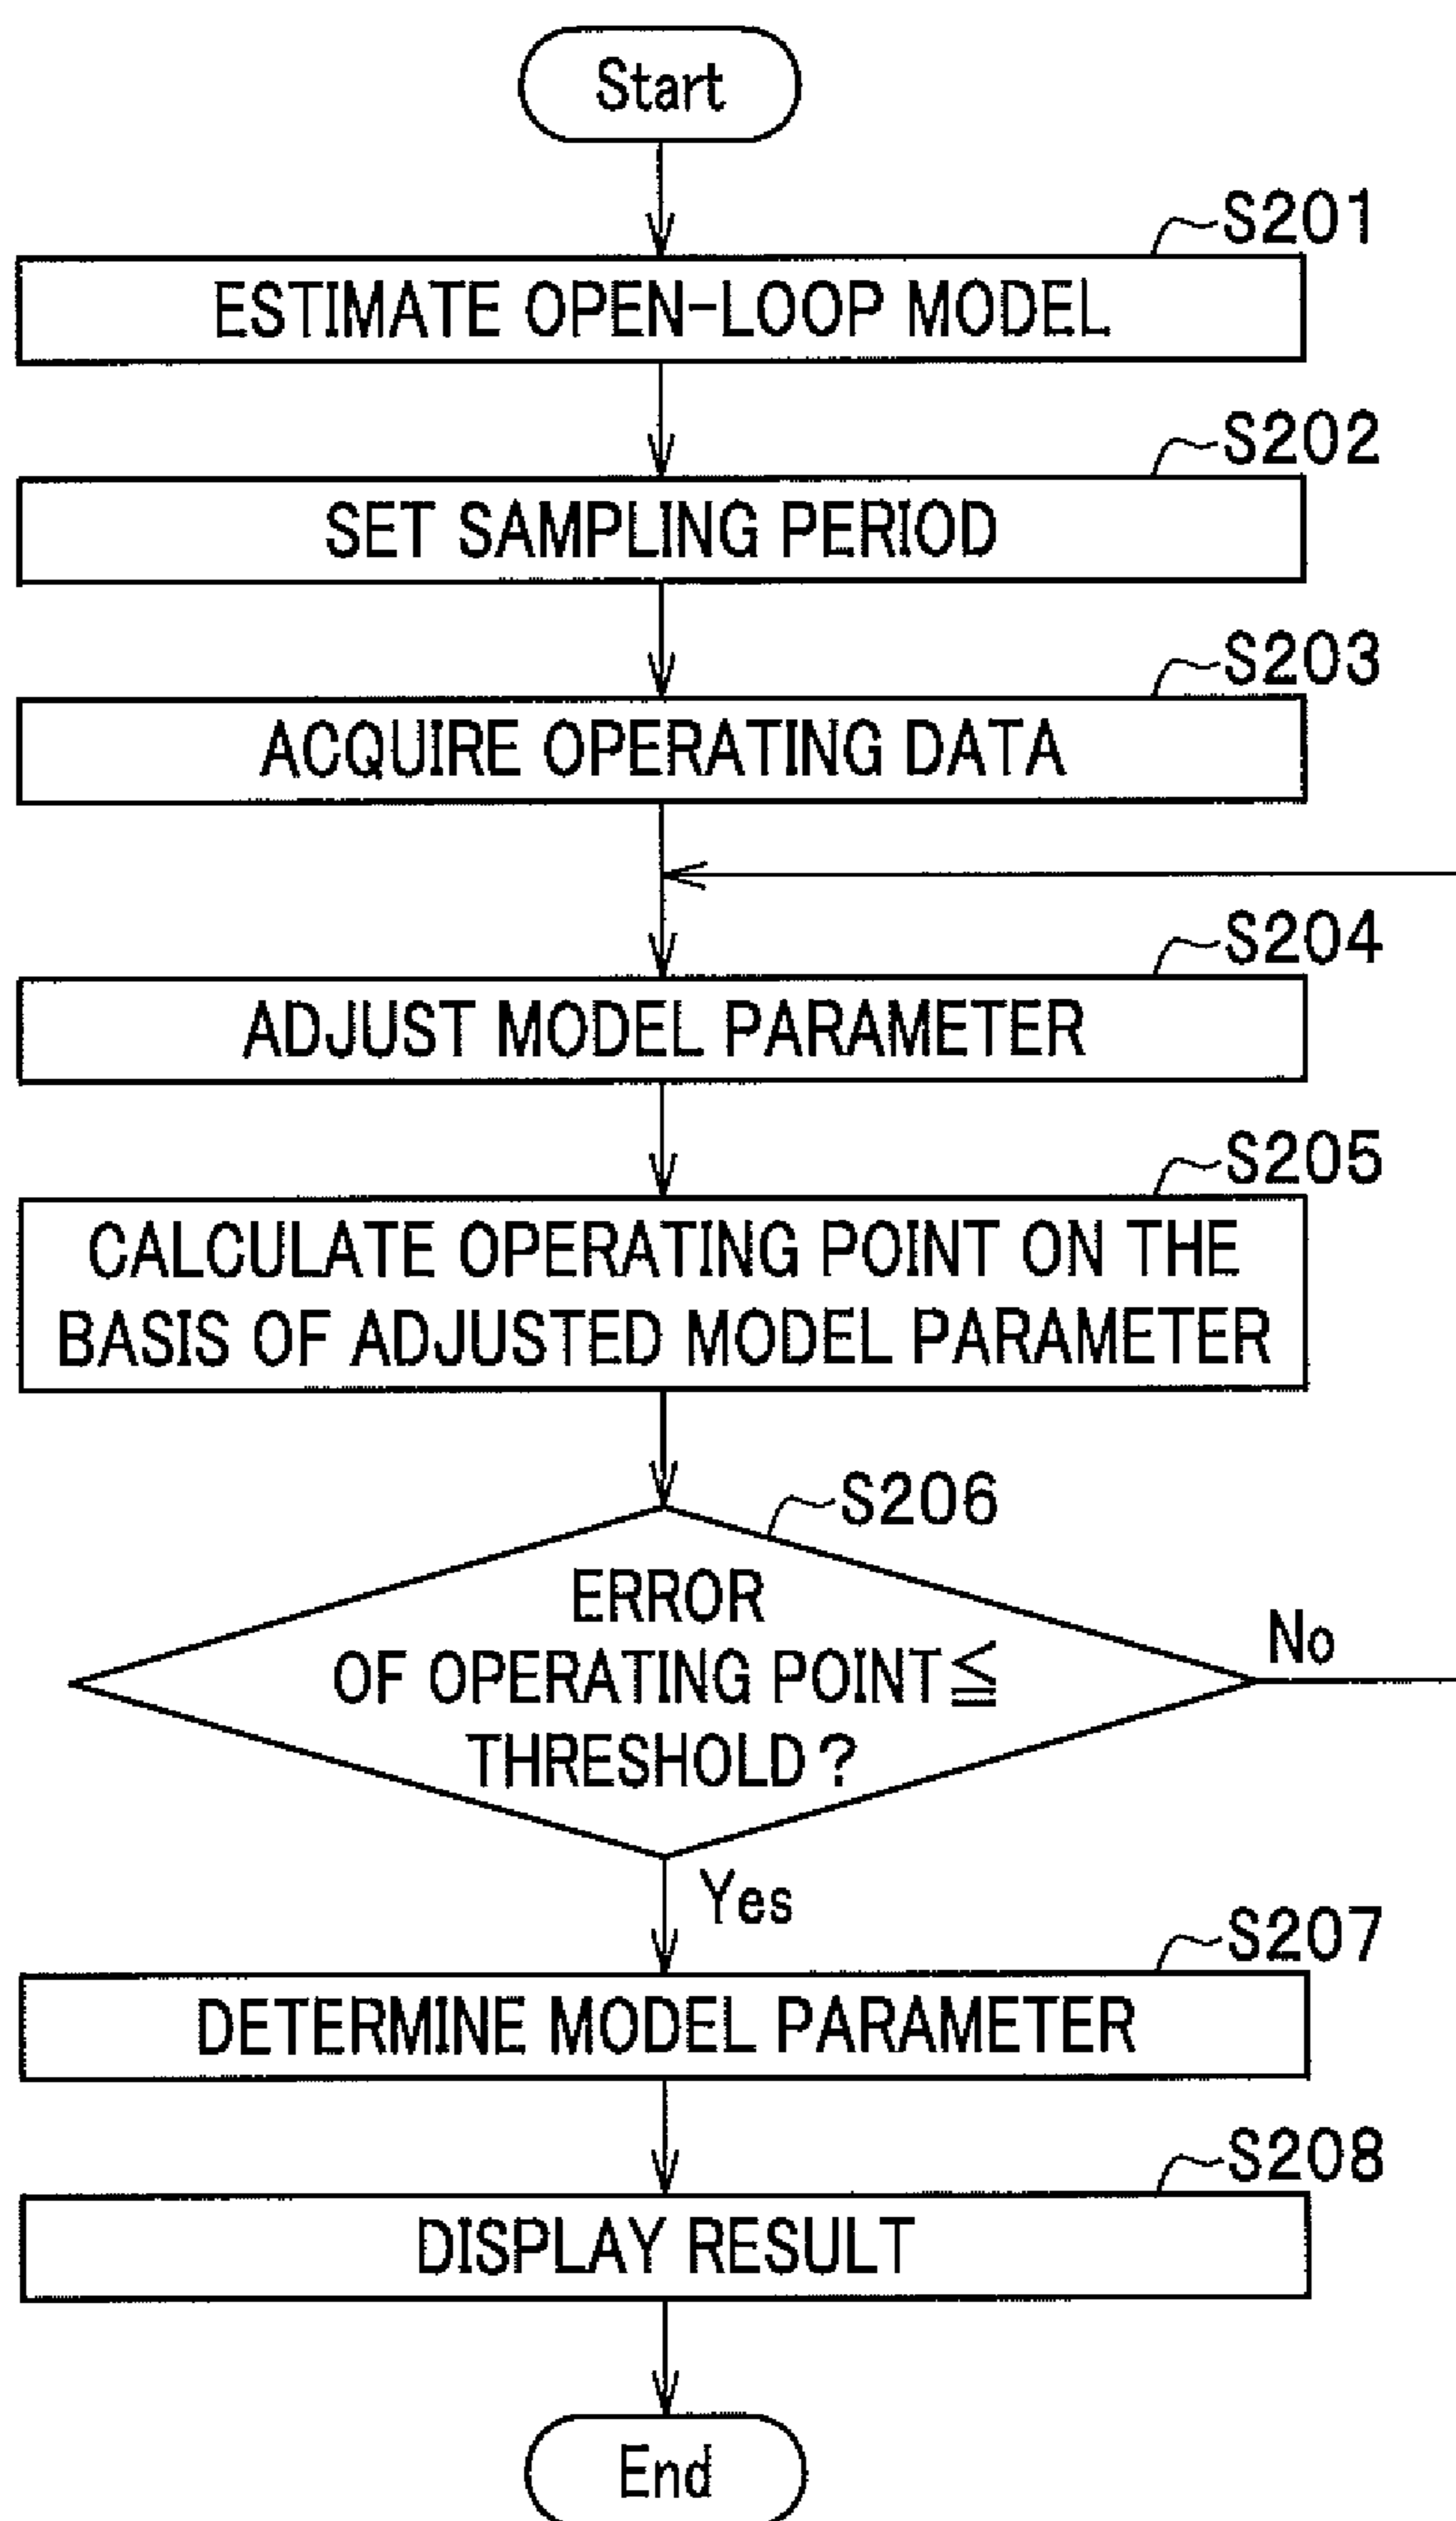 Start
S201
ESTIMATE OPEN-LOOP MODEL
S202
SET SAMPLING PERIOD
S203
ACQUIRE OPERATING DATA
S204
ADJUST MODEL PARAMETER
S205
CALCULATE OPERATING POINT ON THE
BASIS OF ADJUSTED MODEL PARAMETER
S206
ERROR
OF OPERATING POINT≦
THRESHOLD?
No
Yes
S207
DETERMINE MODEL PARAMETER
S208
DISPLAY RESULT
End